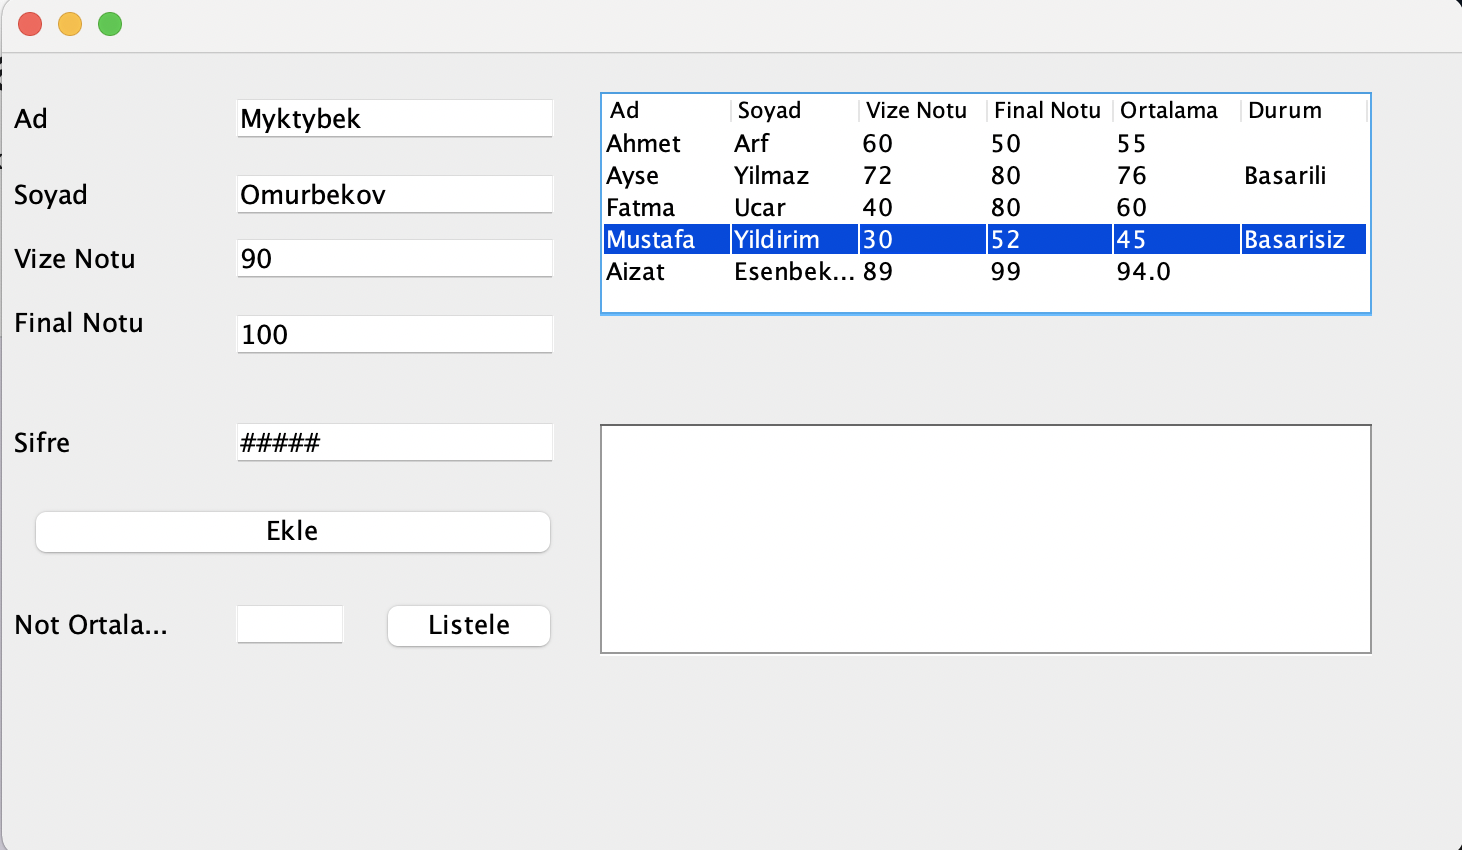 Ad Myktybek
Soyad Omurbekov
Vize Notu 90
Final Notu 100
Sifre #####
Ekle
Not Ortala... Listele
Ad Soyad Vize Notu Final Notu Ortalama Durum
Ahmet Arf 60 50 55
Ayse Yilmaz 72 80 76 Basarili
Fatma Ucar 40 80 60
Mustafa Yildirim 30 52 45 Basarisiz
Aizat Esenbek... 89 99 94.0